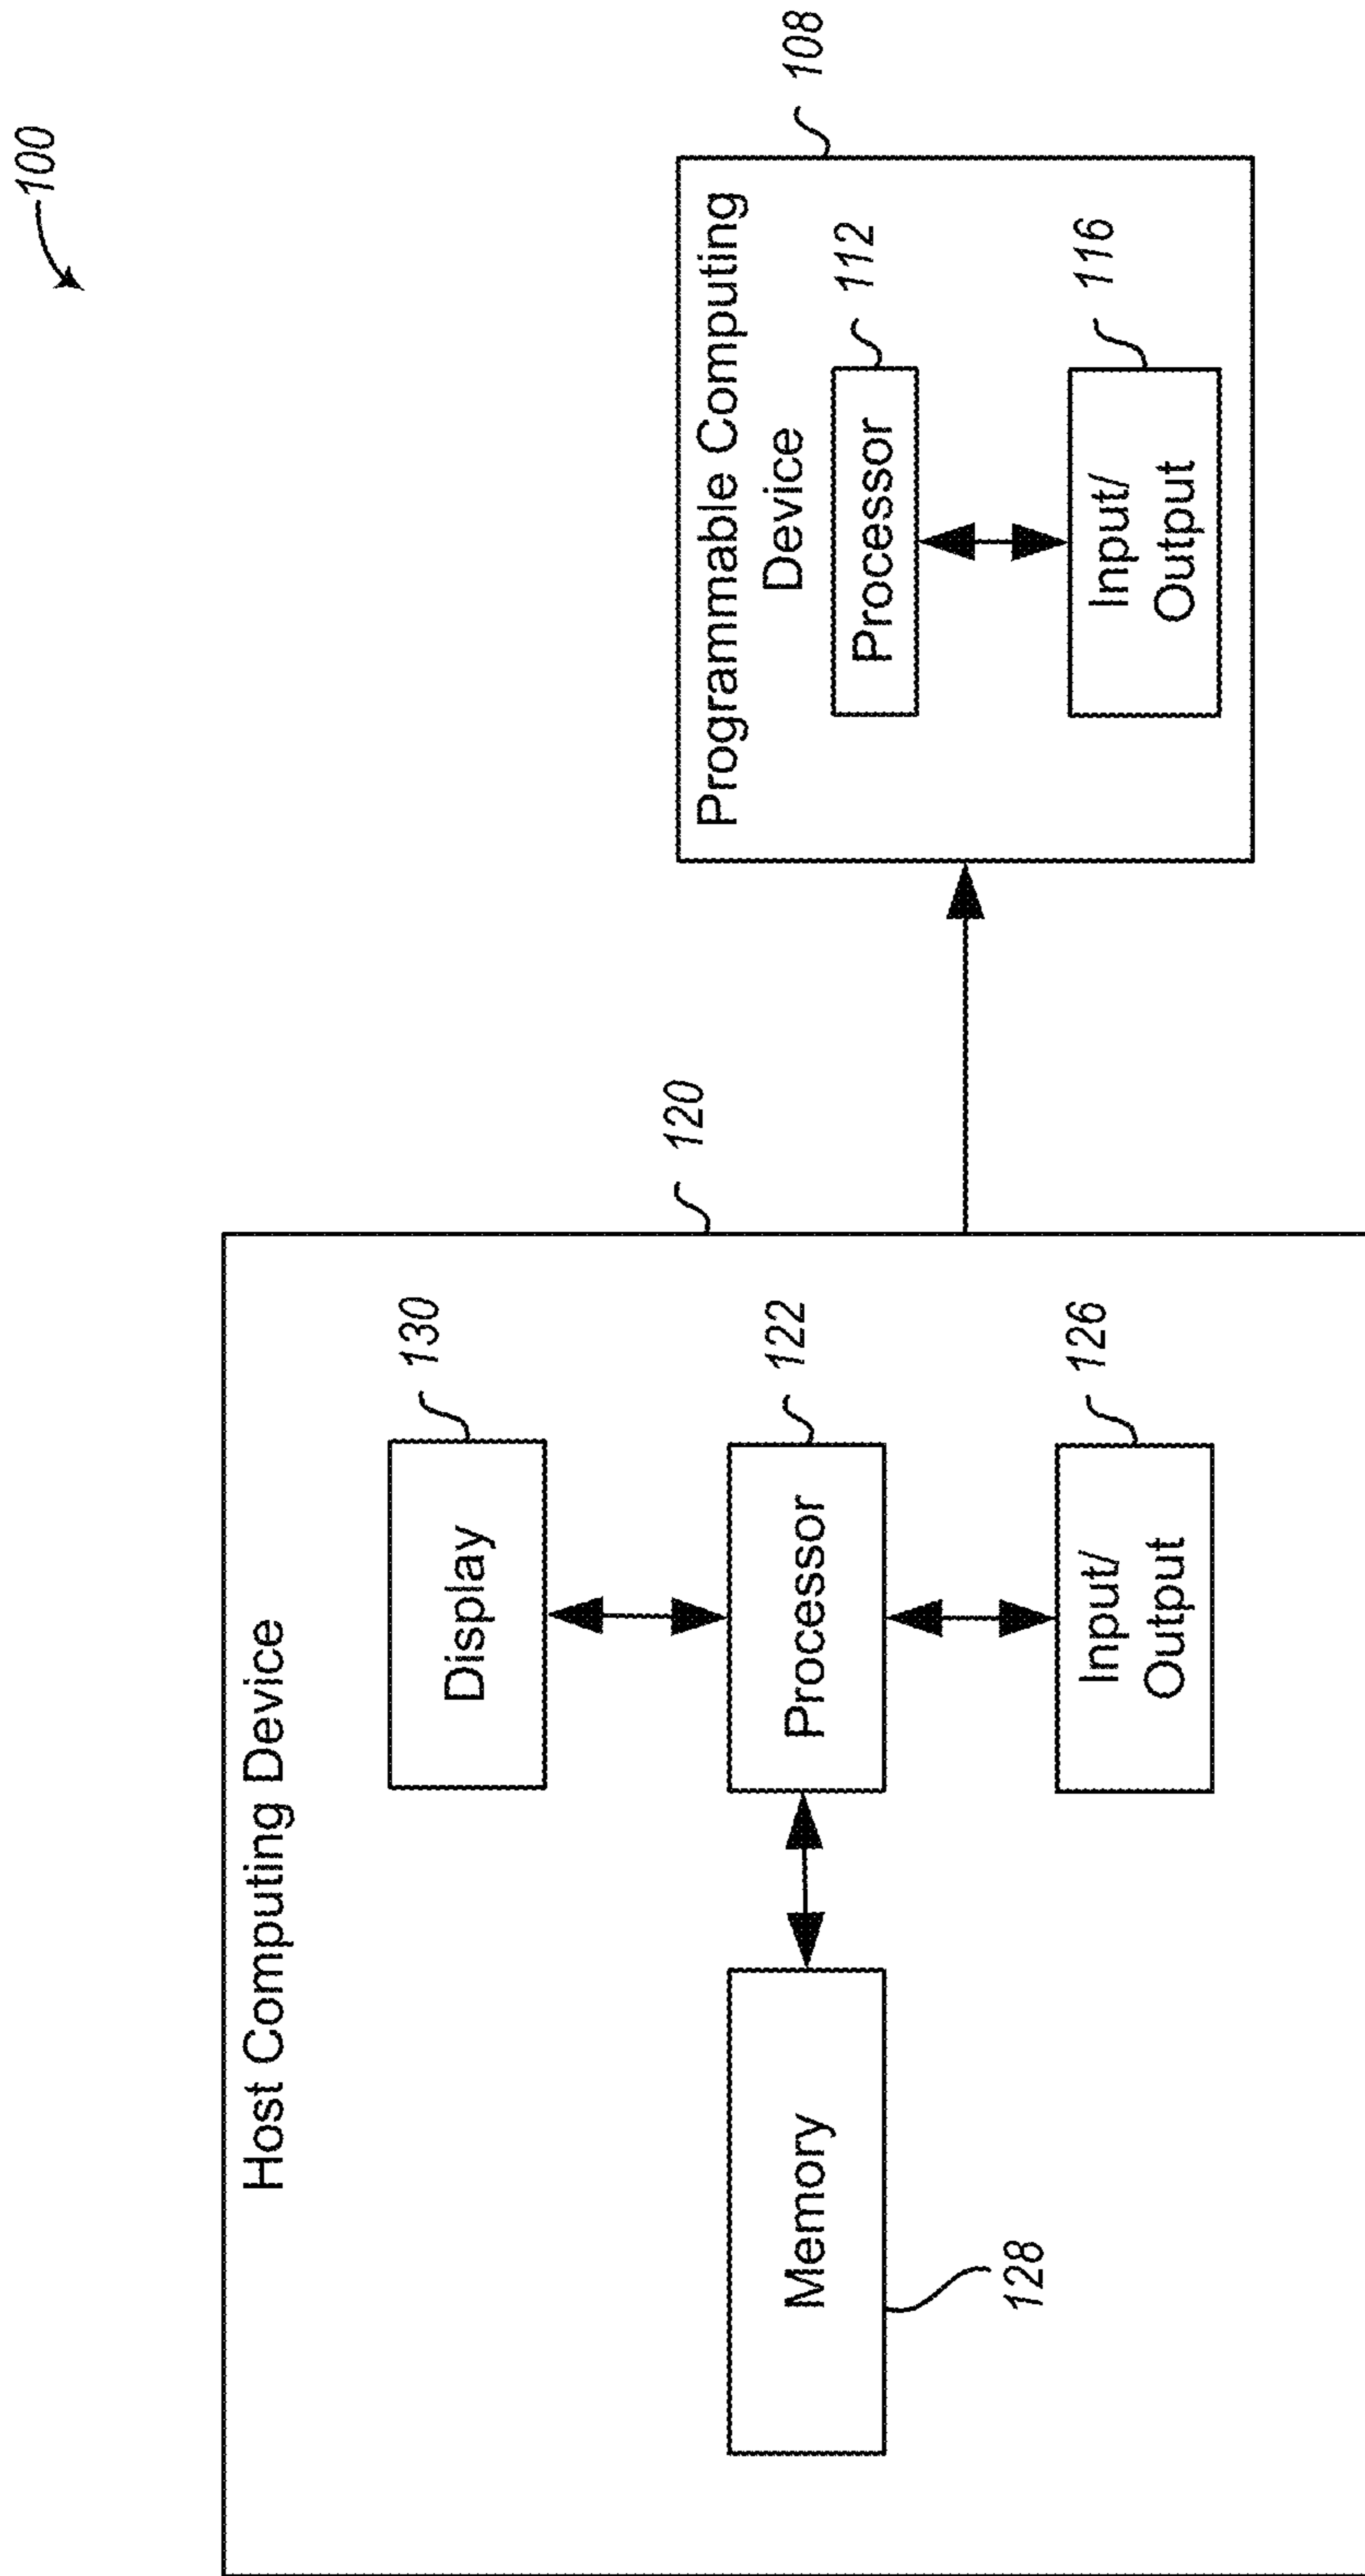 100
Host Computing Device
120
Display
130
Memory
128
Processor
122
Input/
Output
126
Programmable Computing
Device
108
Processor
112
Input/
Output
116